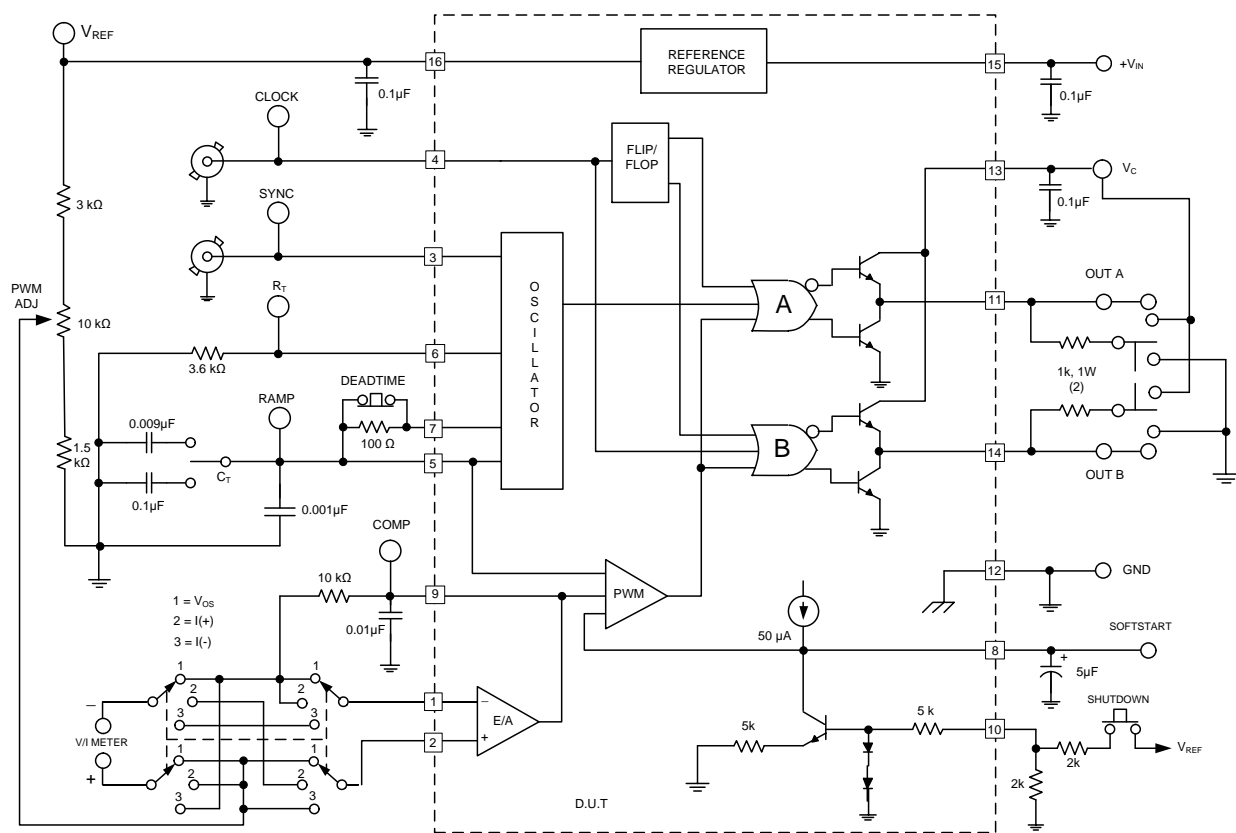 VREF
16
REFERENCE
REGULATOR
15
+VIN
0.1µF
0.1µF
CLOCK
4
FLIP/
FLOP
13
VC
0.1µF
SYNC
3 kΩ
3
OSCILLATOR
PWM
ADJ
10 kΩ
RT
A
11
OUT A
3.6 kΩ
6
DEADTIME
1k, 1W
(2)
RAMP
0.009µF
100 Ω
7
1.5
kΩ
B
14
OUT B
CT
5
0.1µF
0.001µF
COMP
12
GND
10 kΩ
9
PWM
1 = VOS
2 = I(+)
3 = I(-)
0.01µF
50 µA
8
SOFTSTART
+
5µF
1
1
2
2
3
3
–
V/I METER
+
1
1
2
2
3
3
1
–
E/A
2
+
5k
5 k
10
SHUTDOWN
VREF
2k
2k
D.U.T